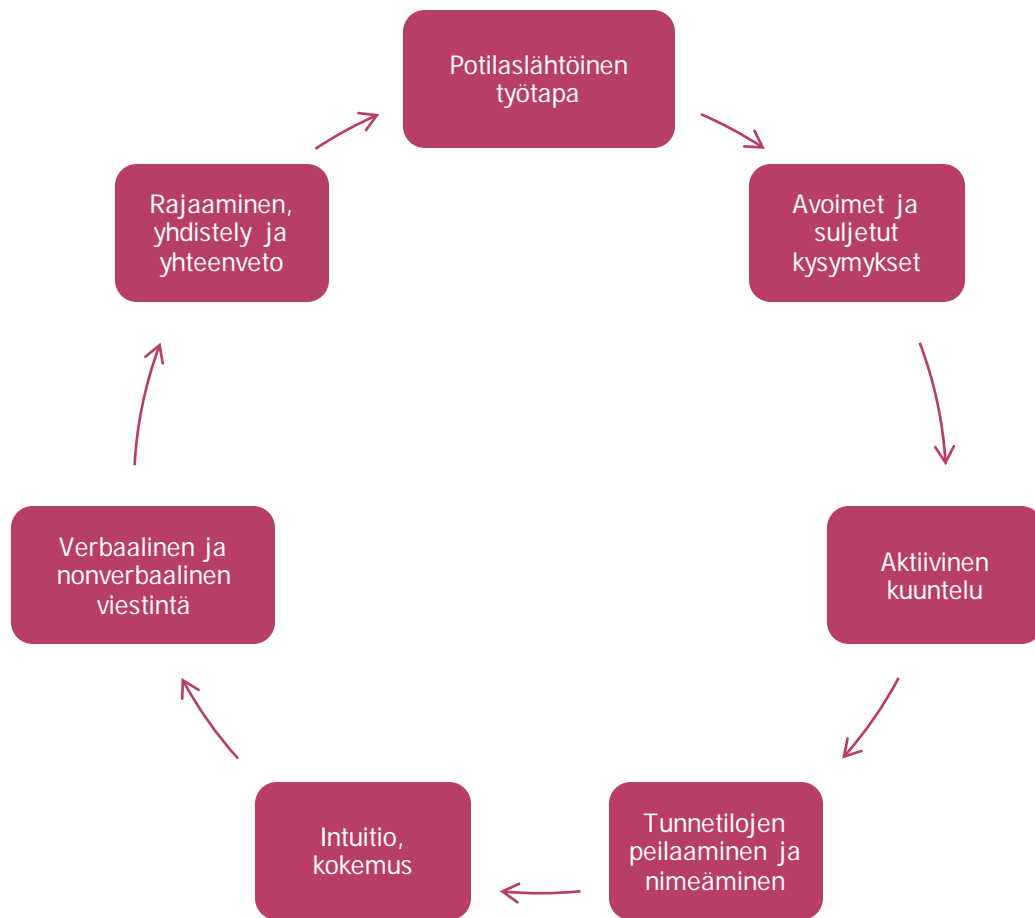 Potilaslähtöinen
työtapa
Avoimet ja
suljetut
kysymykset
Aktiivinen
kuuntelu
Tunnetilojen
peilaaminen ja
nimeäminen
Intuitio,
kokemus
Verbaalinen ja
nonverbaalinen
viestintä
Rajaaminen,
yhdistely ja
yhteenveto